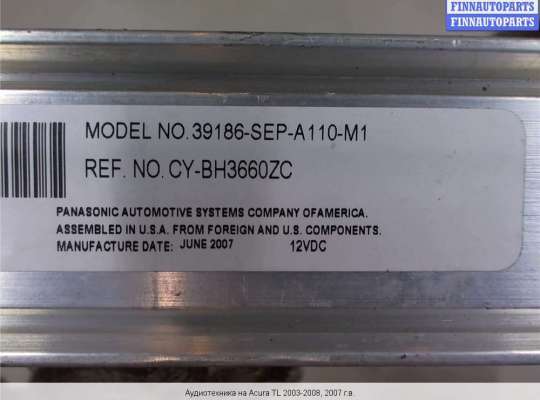 FINNAUTOPARTS
FINNAUTOPARTS
MODEL NO. 39186-SEP-A110-M1
REF. NO. CY-BH3660ZC
PANASONIC AUTOMOTIVE SYSTEMS COMPANY OFAMERICA.
ASSEMBLED IN U.S.A. FROM FOREIGN AND U.S. COMPONENTS.
MANUFACTURE DATE: JUNE 2007 12VDC
Аудиотехника на Acura TL 2003-2008, 2007 г.в.